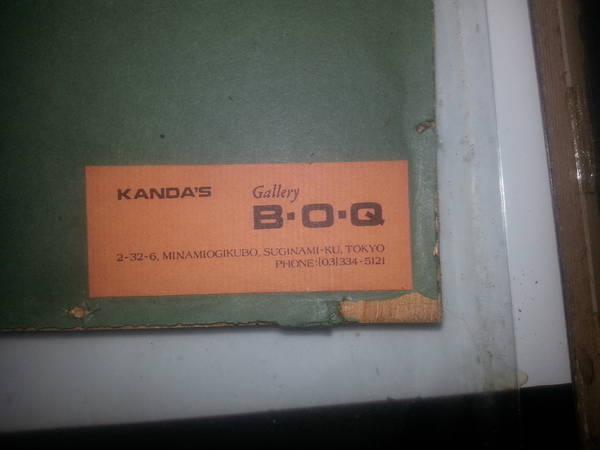 KANDA'S
Gallery
B·O·Q
2-32-6, MINAMIOGIKUBO, SUGINAMI-KU, TOKYO
PHONE:(03)334-5121